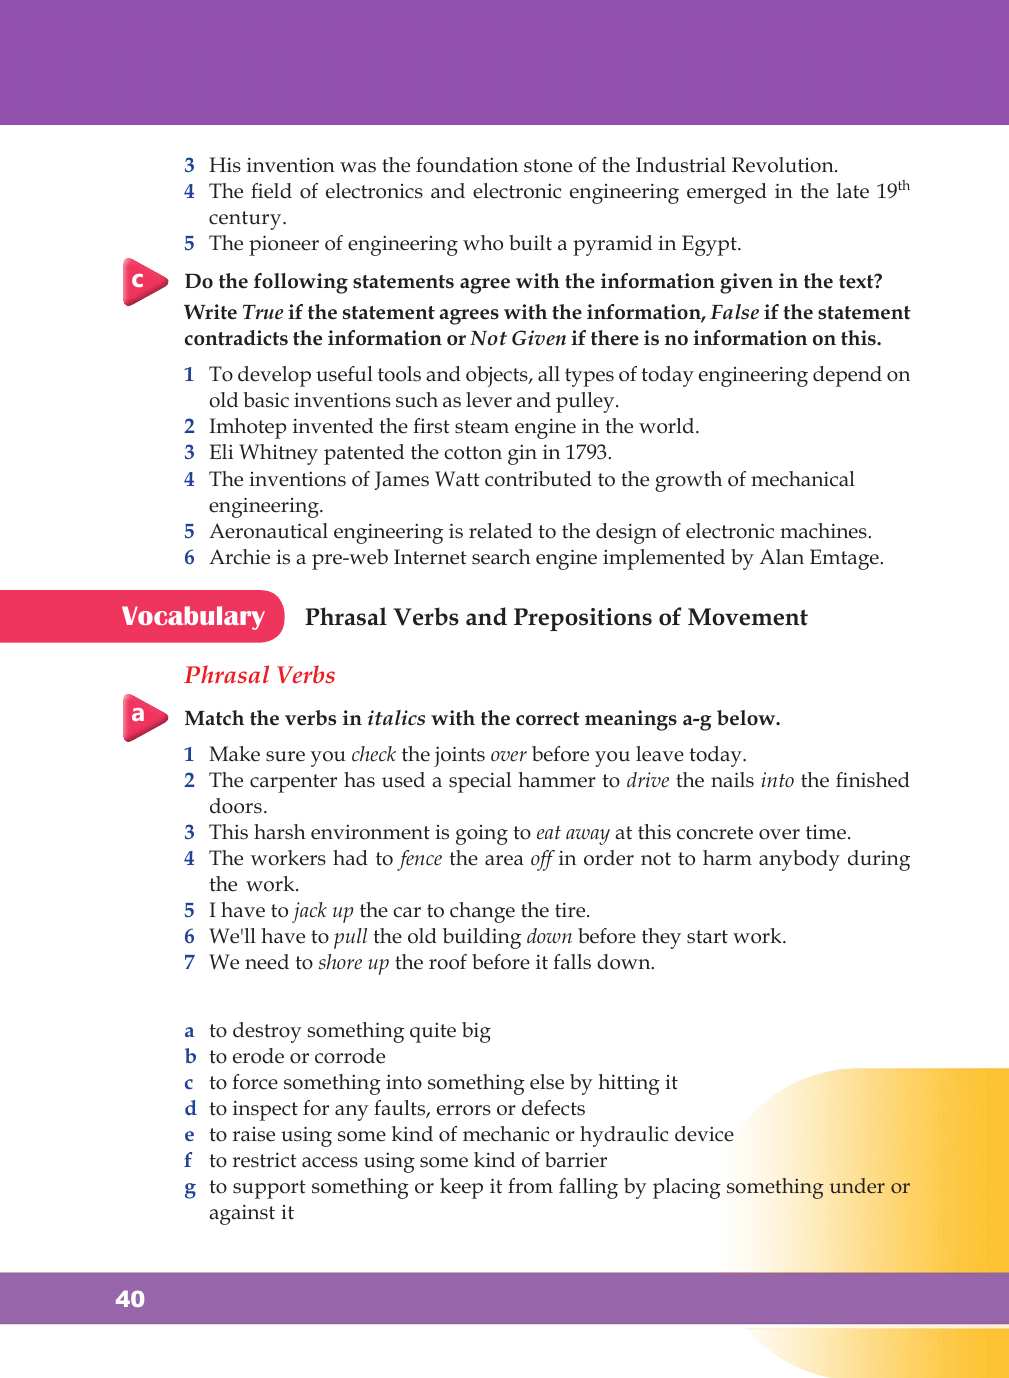 3 His invention was the foundation stone of the Industrial Revolution.
4 The field of electronics and electronic engineering emerged in the late 19th
century.
5 The pioneer of engineering who built a pyramid in Egypt.
c Do the following statements agree with the information given in the text?
Write True if the statement agrees with the information, False if the statement
contradicts the information or Not Given if there is no information on this.
1 To develop useful tools and objects, all types of today engineering depend on
old basic inventions such as lever and pulley.
2 Imhotep invented the first steam engine in the world.
3 Eli Whitney patented the cotton gin in 1793.
4 The inventions of James Watt contributed to the growth of mechanical
engineering.
5 Aeronautical engineering is related to the design of electronic machines.
6 Archie is a pre-web Internet search engine implemented by Alan Emtage.
Vocabulary Phrasal Verbs and Prepositions of Movement
Phrasal Verbs
a Match the verbs in italics with the correct meanings a-g below.
1 Make sure you check the joints over before you leave today.
2 The carpenter has used a special hammer to drive the nails into the finished
doors.
3 This harsh environment is going to eat away at this concrete over time.
4 The workers had to fence the area off in order not to harm anybody during
the work.
5 I have to jack up the car to change the tire.
6 We'll have to pull the old building down before they start work.
7 We need to shore up the roof before it falls down.
a to destroy something quite big
b to erode or corrode
c to force something into something else by hitting it
d to inspect for any faults, errors or defects
e to raise using some kind of mechanic or hydraulic device
f to restrict access using some kind of barrier
g to support something or keep it from falling by placing something under or
against it
40